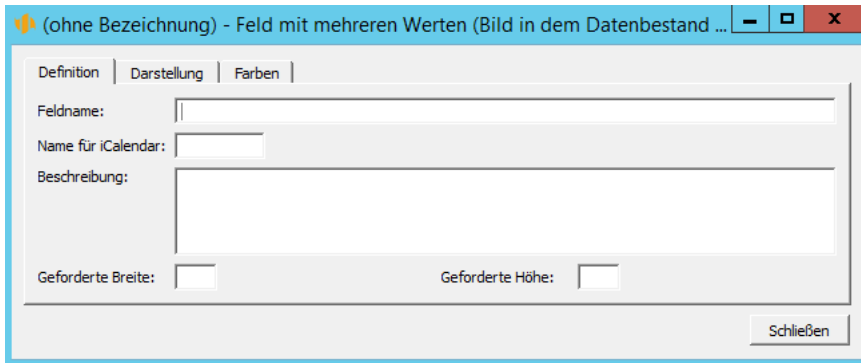 (ohne Bezeichnung) - Feld mit mehreren Werten (Bild in dem Datenbestand ...
Definition Darstellung Farben
Feldname:
Name für iCalendar:
Beschreibung:
Geforderte Breite: Geforderte Höhe:
Schließen